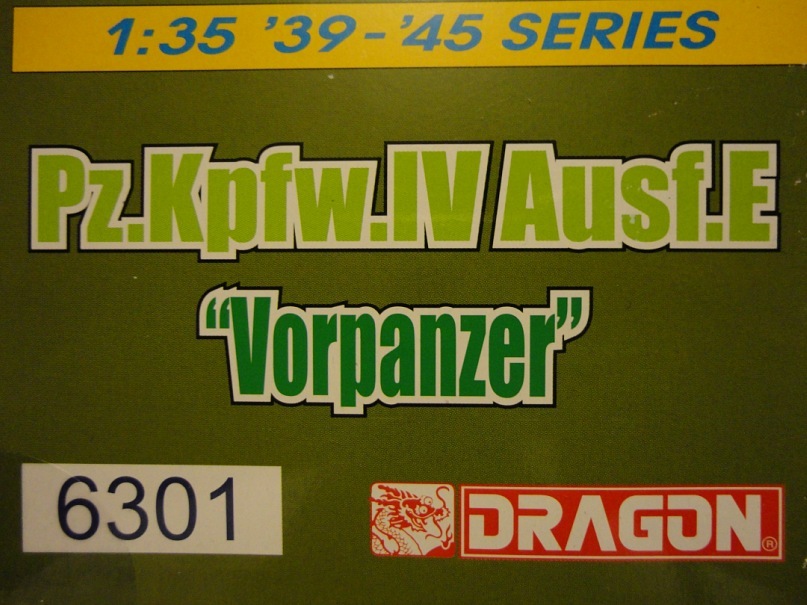 1:35 '39-'45 SERIES
Pz.Kpfw.IV Ausf.E
“Vorpanzer”
6301
DRAGON®